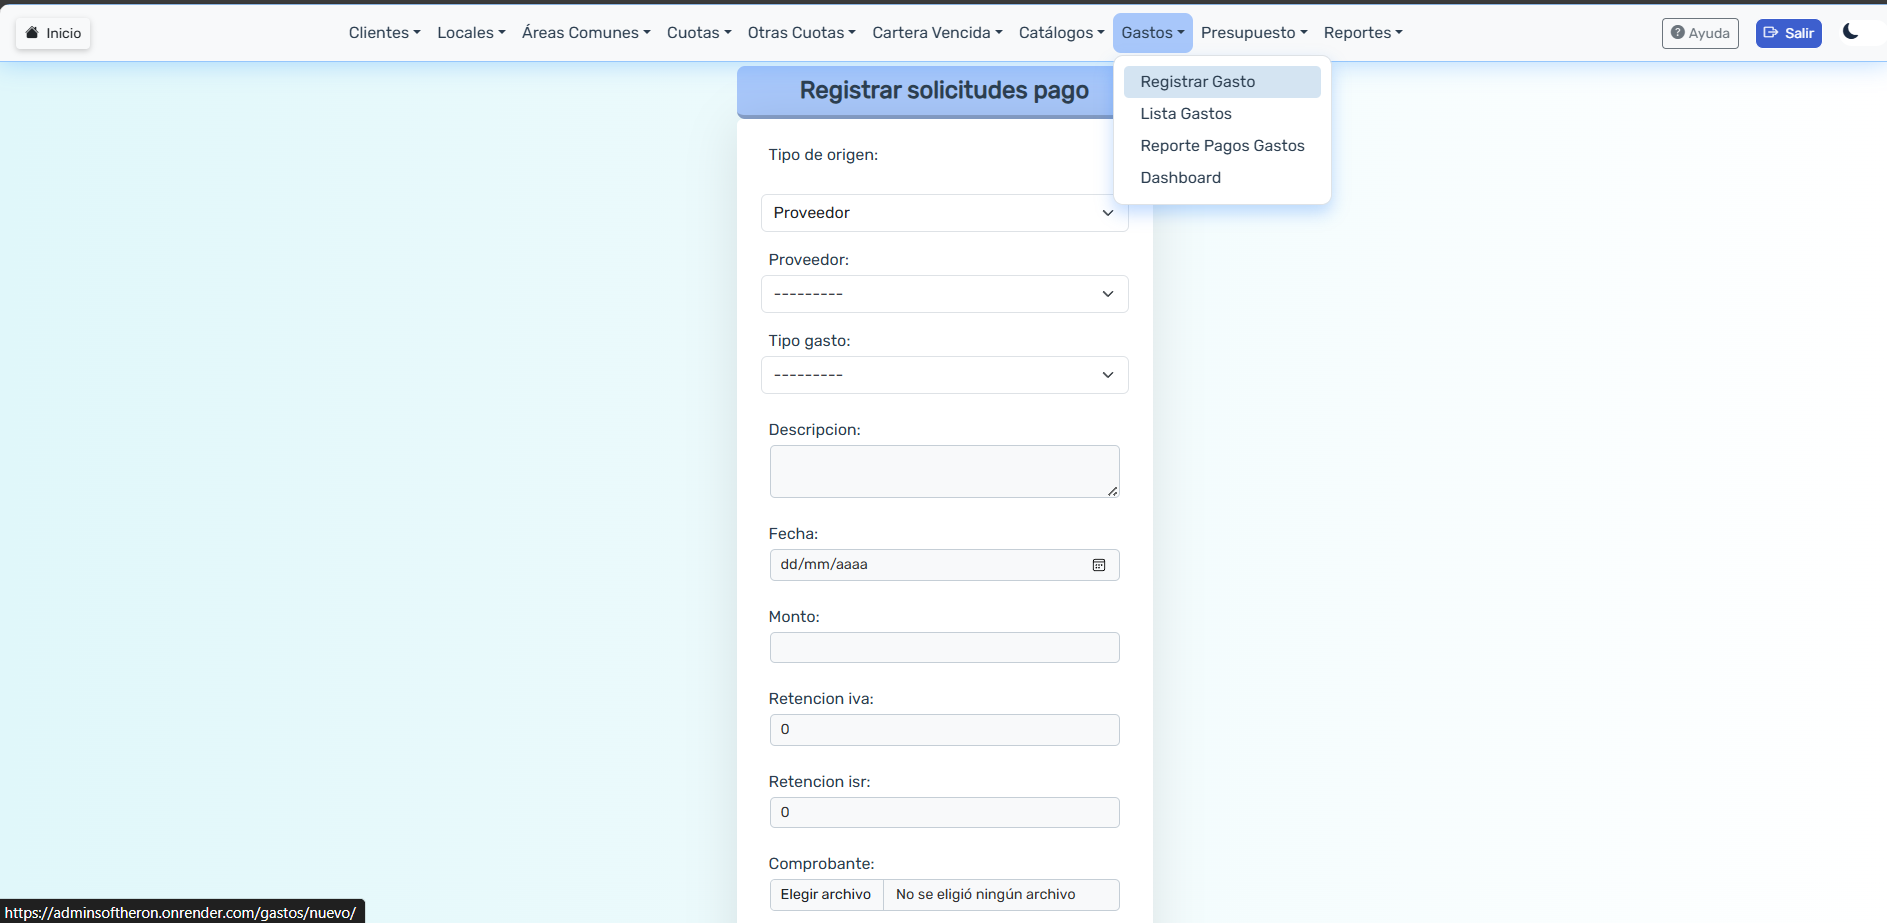 Inicio
Clientes
Locales
Áreas Comunes
Cuotas
Otras Cuotas
Cartera Vencida
Catálogos
Gastos
Presupuesto
Reportes
Ayuda
Salir
Registrar Gasto
Lista Gastos
Reporte Pagos Gastos
Dashboard
Registrar solicitudes pago
Tipo de origen:
Proveedor
Proveedor:
---------
Tipo gasto:
---------
Descripcion:
Fecha:
dd/mm/aaaa
Monto:
Retencion iva:
0
Retencion isr:
0
Comprobante:
Elegir archivo No se eligió ningún archivo
https://adminsoftheron.onrender.com/gastos/nuevo/